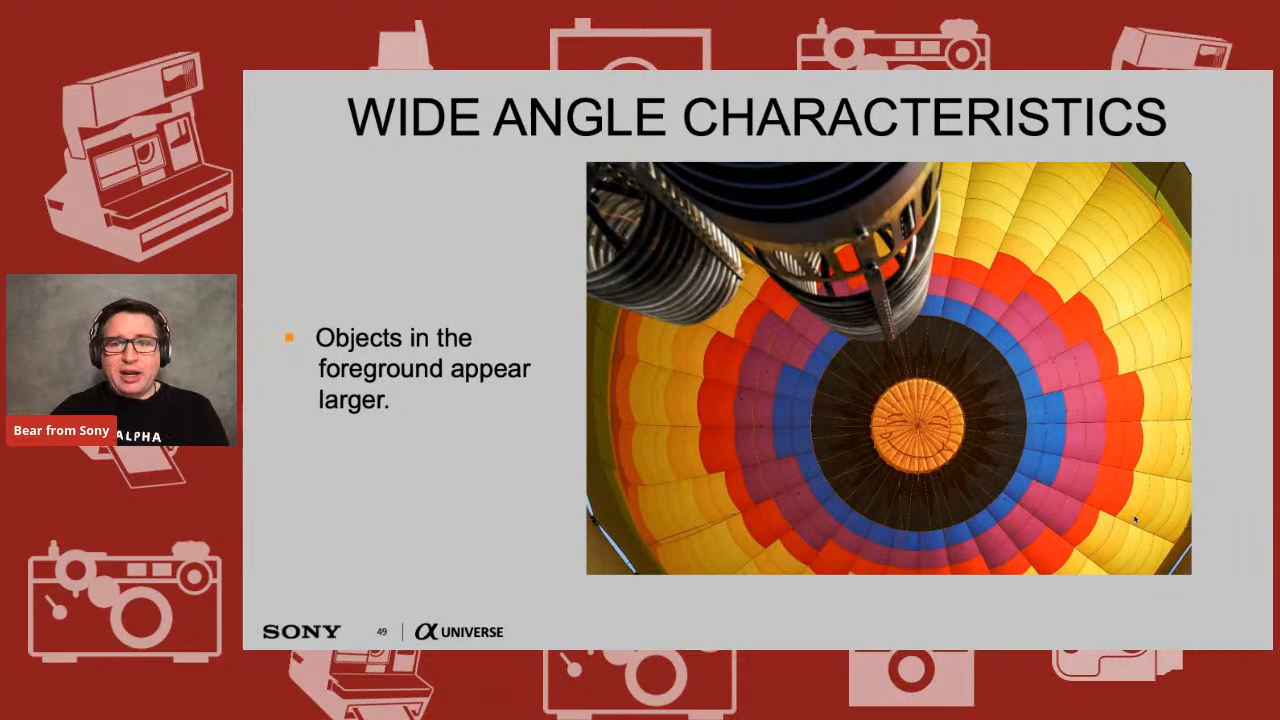 WIDE ANGLE CHARACTERISTICS
Objects in the
foreground appear
larger.
Bear from Sony
ALPHA
SONY
49
α UNIVERSE